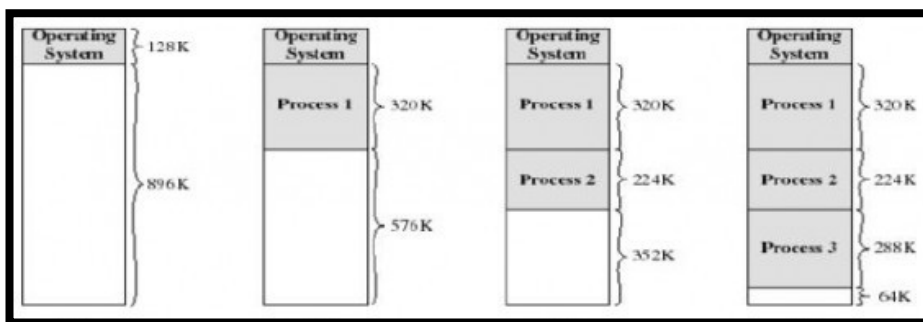 Operating
System
128K
896K
Operating
System
Process 1
320K
576K
Operating
System
Process 1
320K
Process 2
224K
352K
Operating
System
Process 1
320K
Process 2
224K
Process 3
288K
64K